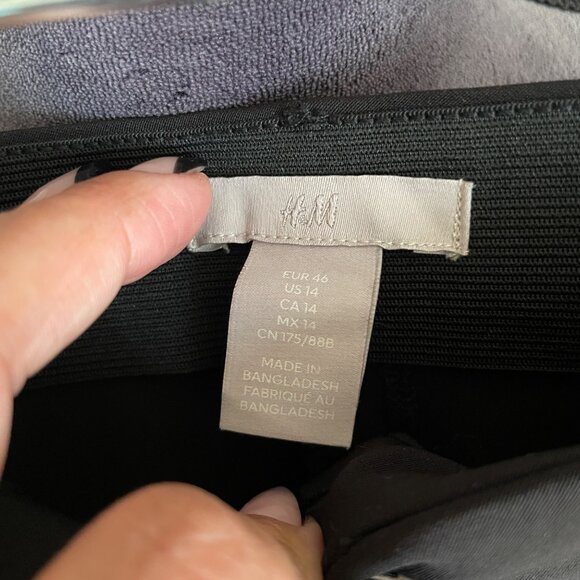 H&M
EUR 46
US 14
CA 14
MX 14
CN 175/88B
MADE IN
BANGLADESH
FABRIQUÉ AU
BANGLADESH